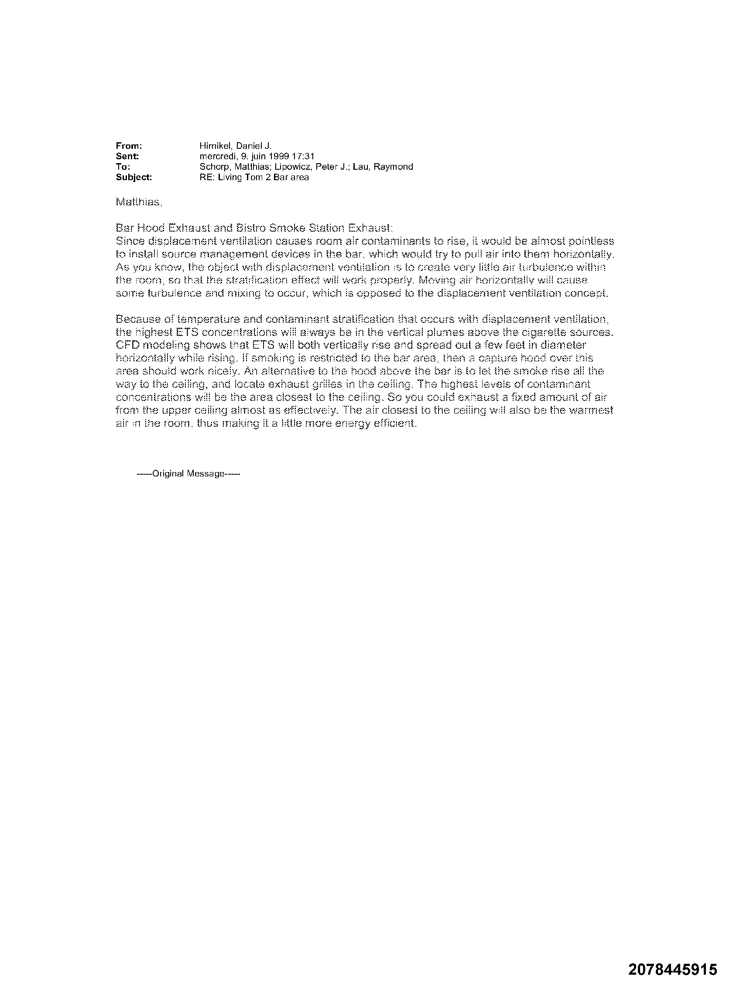 From: Hirnikel, Daniel J.
Sent: mercredi, 9. juin 1999 17:31
To: Schorp, Matthias; Lipowicz, Peter J.; Lau, Raymond
Subject: RE: Living Tom 2 Bar area
Matthias,
Bar Hood Exhaust and Bistro Smoke Station Exhaust:
Since displacement ventilation causes room air contaminants to rise, it would be almost pointless
to install source management devices in the bar, which would try to pull air into them horizontally.
As you know, the object with displacement ventilation is to create very little air turbulence within
the room, so that the stratification effect will work properly. Moving air horizontally will cause
some turbulence and mixing to occur, which is opposed to the displacement ventilation concept.
Because of temperature and contaminant stratification that occurs with displacement ventilation,
the highest ETS concentrations will always be in the vertical plumes above the cigarette sources.
CFD modeling shows that ETS will both vertically rise and spread out a few feet in diameter
horizontally while rising. If smoking is restricted to the bar area, then a capture hood over this
area should work nicely. An alternative to the hood above the bar is to let the smoke rise all the
way to the ceiling, and locate exhaust grilles in the ceiling. The highest levels of contaminant
concentrations will be the area closest to the ceiling. So you could exhaust a fixed amount of air
from the upper ceiling almost as effectively. The air closest to the ceiling will also be the warmest
air in the room, thus making it a little more energy efficient.
-----Original Message-----
2078445915